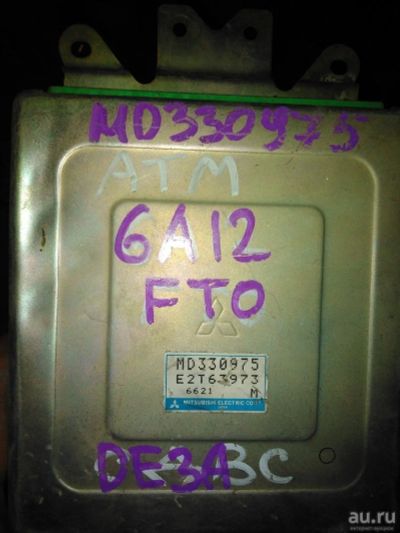 MD330975
ATM
6A12
FTO
MD330975
E2T63973
6621 M
MITSUBISHI ELECTRIC CO
DE3A BC
au.ru